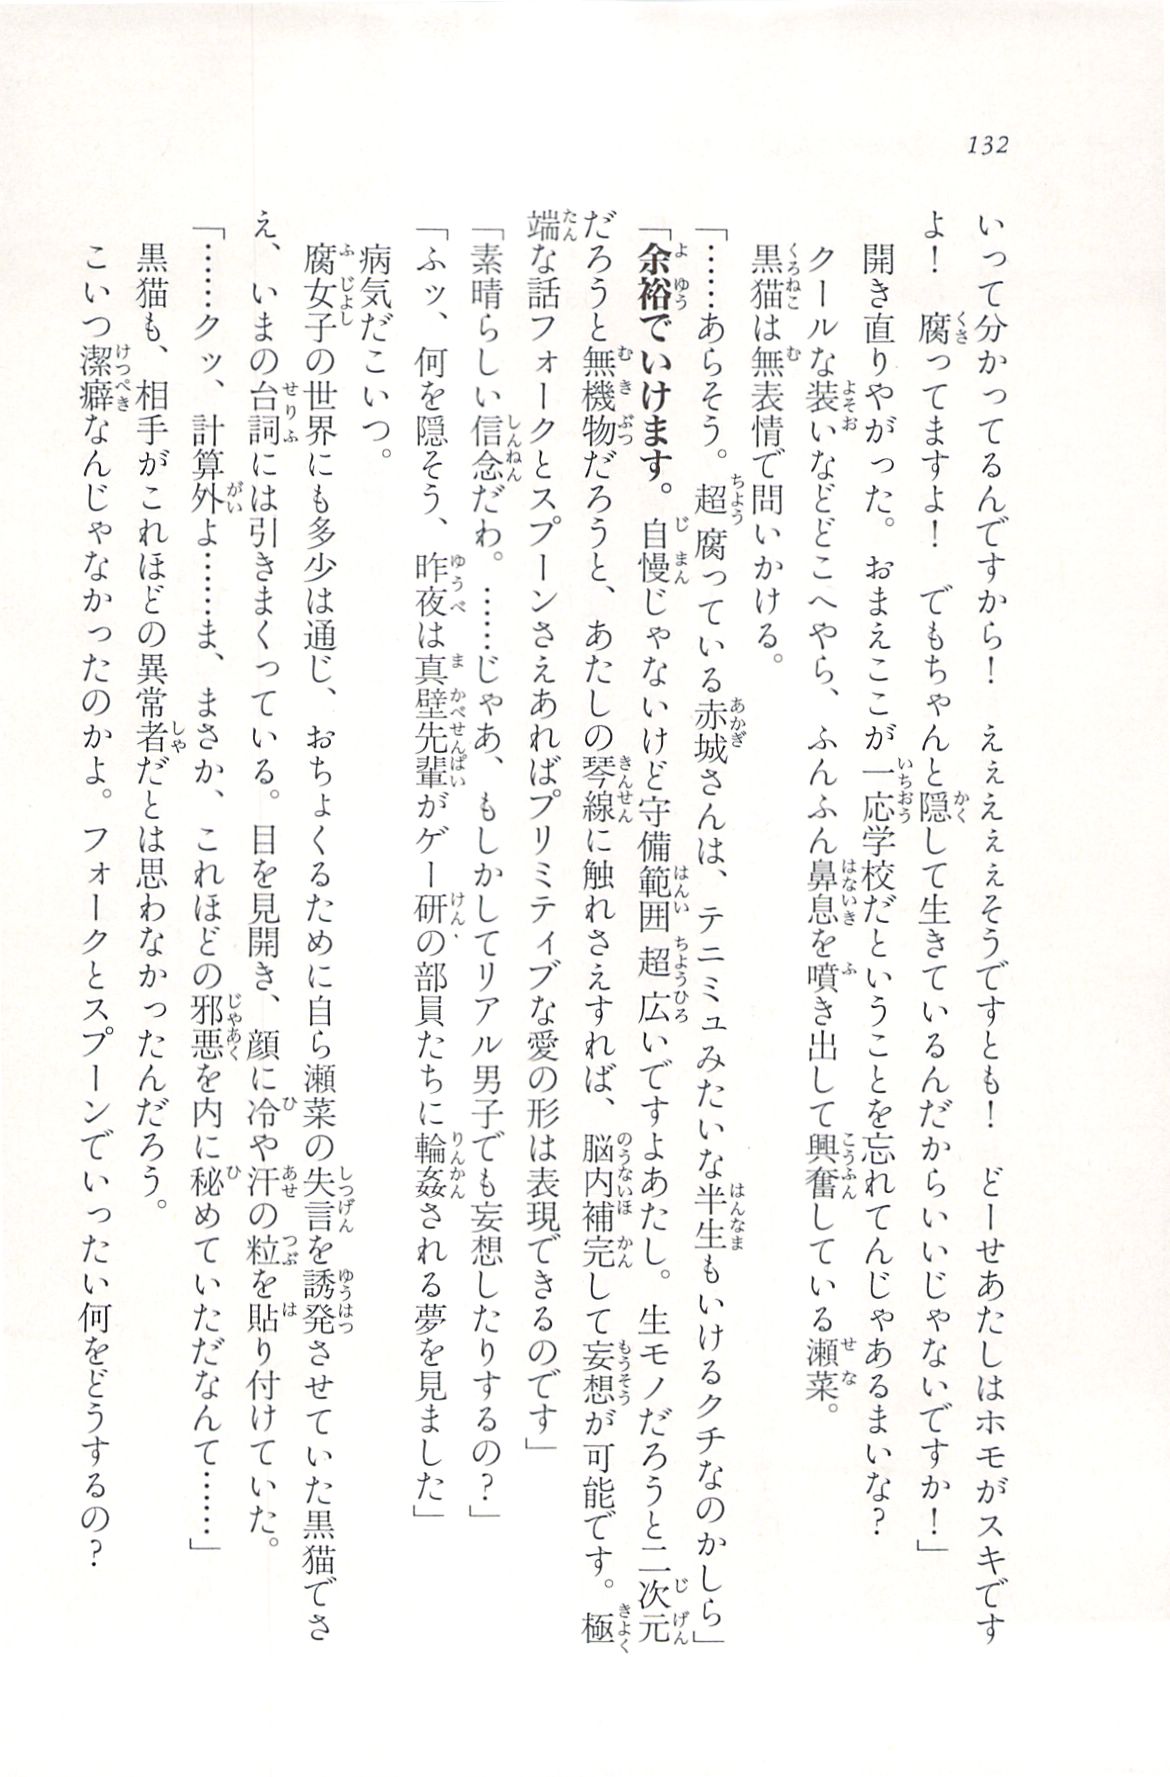 132
いって分かってるんですから！　ええええぇそうですとも！　どーせあたしはホモがスキです
よ！　腐ってますよ！　でもちゃんと隠して生きているんだからいいじゃないですか！」
開き直りやがった。おまえここが一応学校だということを忘れてんじゃあるまいな？
クールな装いなどどこへやら、ふんふん鼻息を噴き出して興奮している瀬菜。
黒猫は無表情で問いかける。
「……あらそう。超腐っている赤城さんは、テニミュみたいな半生もいけるクチなのかしら」
「余裕でいけます。自慢じゃないけど守備範囲超広いですよあたし。生モノだろうと二次元
だろうと無機物だろうと、あたしの琴線に触れさえすれば、脳内補完して妄想が可能です。極
端な話フォークとスプーンさえあればプリミティブな愛の形は表現できるのです」
「素晴らしい信念だわ。……じゃあ、もしかしてリアル男子でも妄想したりするの？」
「ふッ、何を隠そう、昨夜は真壁先輩がゲー研の部員たちに輪姦される夢を見ました」
病気だこいつ。
腐女子の世界にも多少は通じ、おちょくるために自ら瀬菜の失言を誘発させていた黒猫でさ
え、いまの台詞には引きまくっている。目を見開き、顔に冷や汗の粒を貼り付けていた。
「……クッ、計算外よ……ま、まさか、これほどの邪悪を内に秘めていただなんて……」
黒猫も、相手がこれほどの異常者だとは思わなかったんだろう。
こいつ潔癖なんじゃなかったのかよ。フォークとスプーンでいったい何をどうするの？